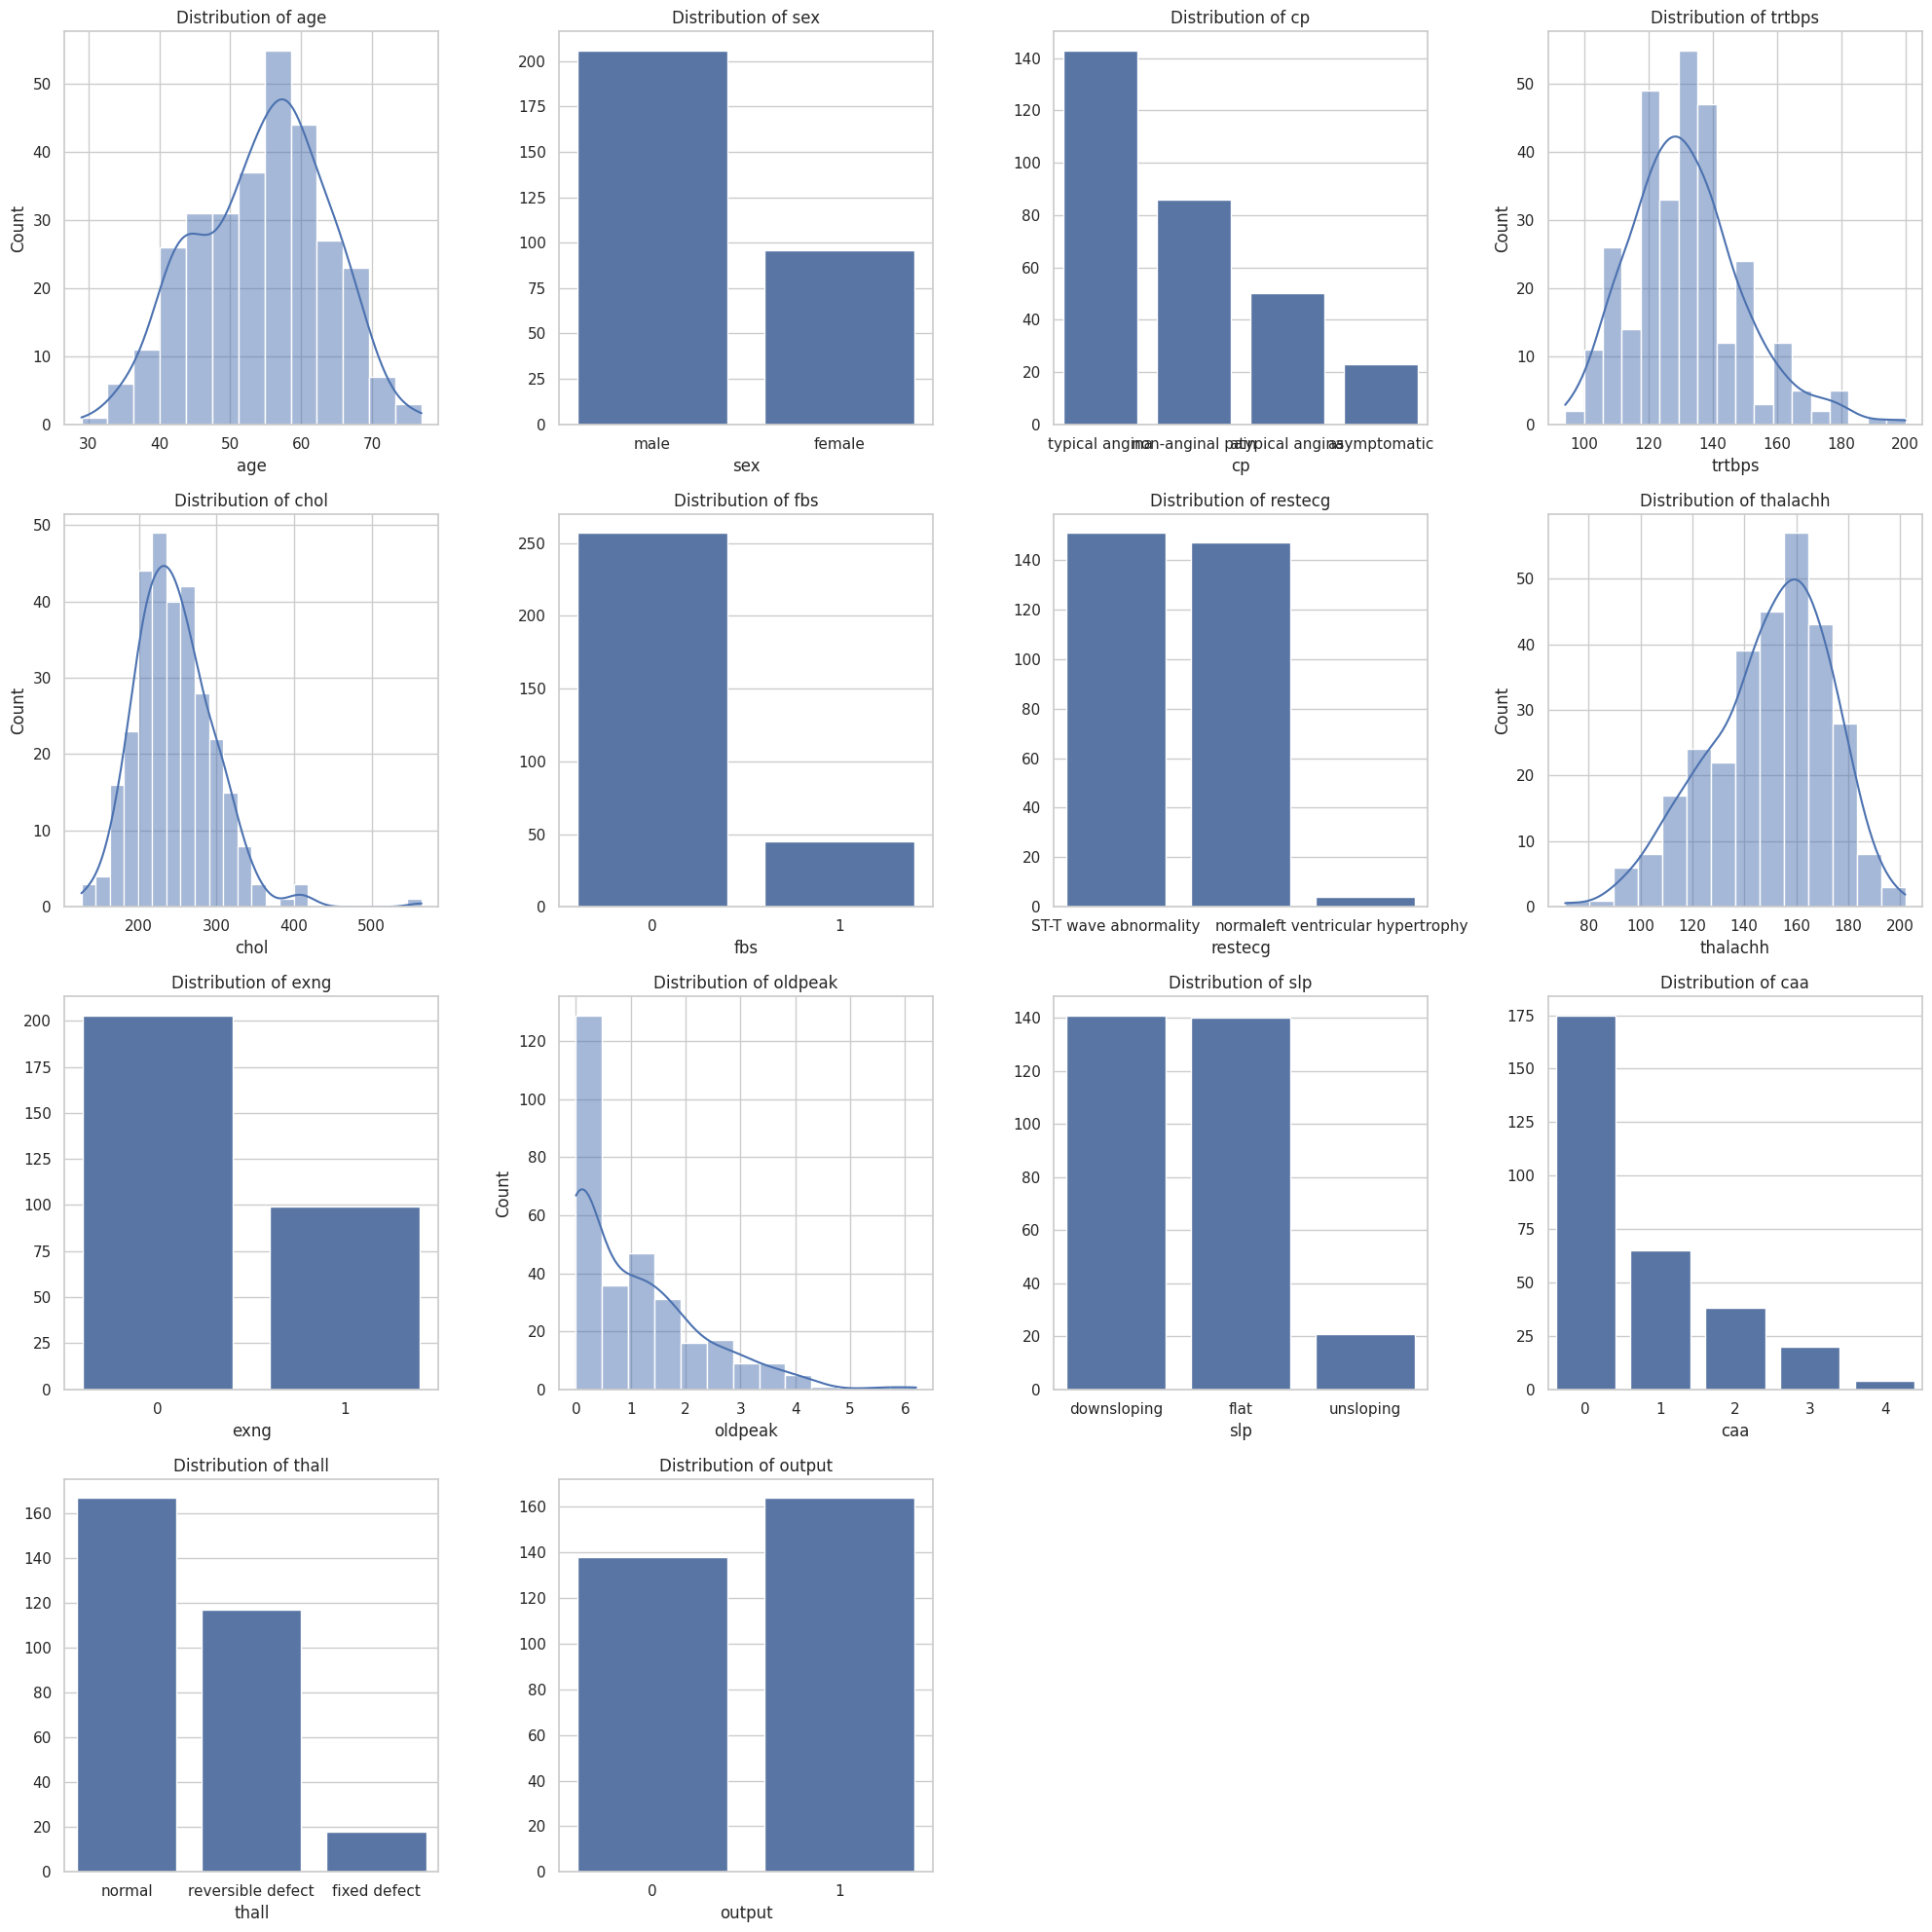 Distribution of age
50
40
30
20
10
0
Count
30 40 50 60 70
age
Distribution of sex
200
175
150
125
100
75
50
25
0
male female
sex
Distribution of cp
140
120
100
80
60
40
20
0
typical angina non-anginal pain atypical angina asymptomatic
cp
Distribution of trtbps
50
40
30
20
10
0
Count
100 120 140 160 180 200
trtbps
Distribution of chol
50
40
30
20
10
0
Count
200 300 400 500
chol
Distribution of fbs
250
200
150
100
50
0
0 1
fbs
Distribution of restecg
140
120
100
80
60
40
20
0
ST-T wave abnormality normal left ventricular hypertrophy
restecg
Distribution of thalachh
50
40
30
20
10
0
Count
80 100 120 140 160 180 200
thalachh
Distribution of exng
200
175
150
125
100
75
50
25
0
0 1
exng
Distribution of oldpeak
120
100
80
60
40
20
0
Count
0 1 2 3 4 5 6
oldpeak
Distribution of slp
140
120
100
80
60
40
20
0
downsloping flat unsloping
slp
Distribution of caa
175
150
125
100
75
50
25
0
0 1 2 3 4
caa
Distribution of thall
160
140
120
100
80
60
40
20
0
normal reversible defect fixed defect
thall
Distribution of output
160
140
120
100
80
60
40
20
0
0 1
output